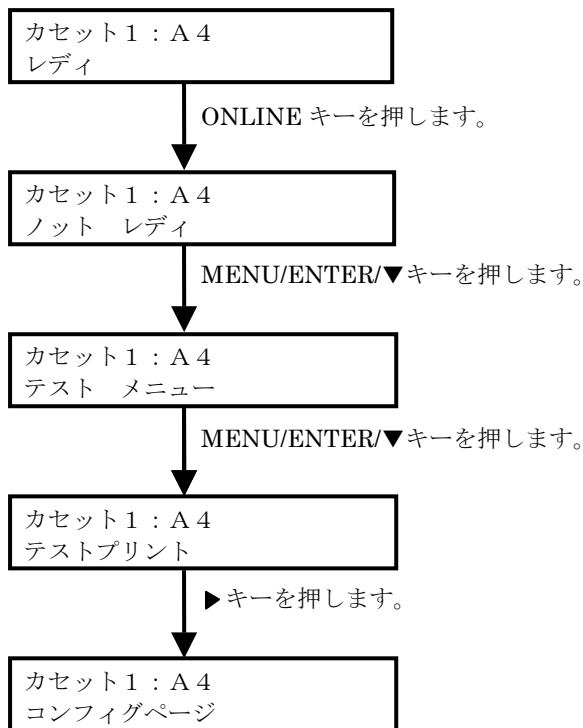 カセット１：Ａ４
レディ
ONLINE キーを押します。
カセット１：Ａ４
ノット　レディ
MENU/ENTER/▼キーを押します。
カセット１：Ａ４
テスト　メニュー
MENU/ENTER/▼キーを押します。
カセット１：Ａ４
テストプリント
▶キーを押します。
カセット１：Ａ４
コンフィグページ